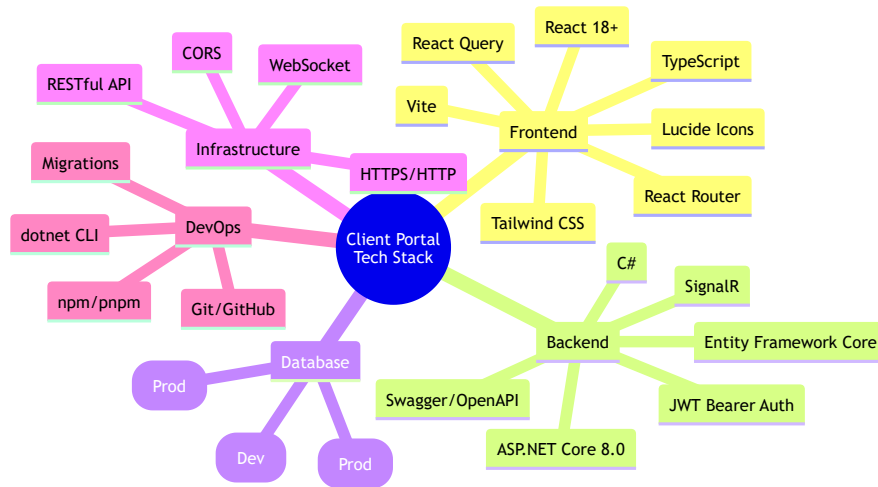 React 18+
React Query
CORS
TypeScript
WebSocket
RESTful API
Vite
Frontend
Lucide Icons
Infrastructure
Migrations
HTTPS/HTTP
React Router
Tailwind CSS
DevOps
dotnet CLI
Client Portal
Tech Stack
C#
SignalR
npm/pnpm
Git/GitHub
Backend
Entity Framework Core
Database
Prod
Swagger/OpenAPI
JWT Bearer Auth
ASP.NET Core 8.0
Dev
Prod